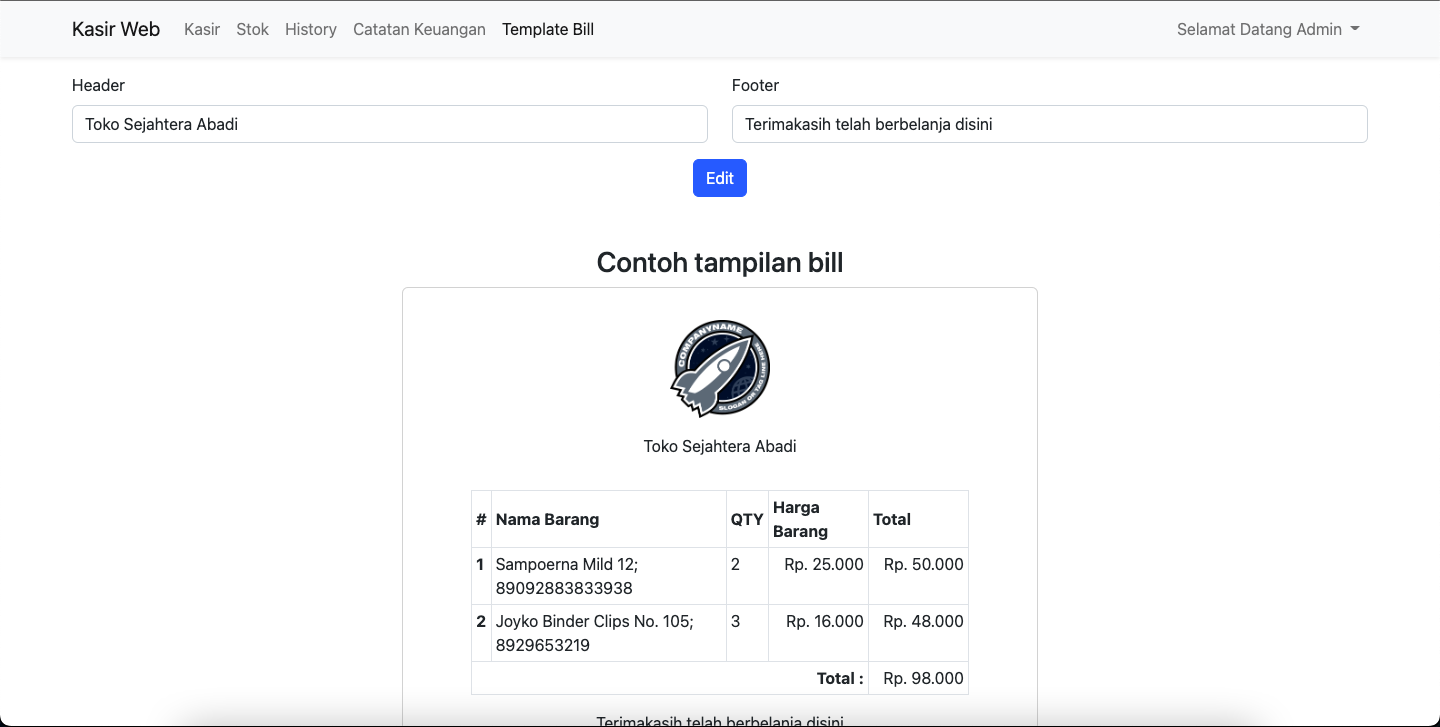 Kasir Web Kasir Stok History Catatan Keuangan Template Bill Selamat Datang Admin
Header Footer
Toko Sejahtera Abadi Terimakasih telah berbelanja disini
Edit
Contoh tampilan bill
COMPANYNAME
SLOGAN OR TAG LINE HERE
Toko Sejahtera Abadi
# Nama Barang QTY Harga Barang Total
1 Sampoerna Mild 12; 2 Rp. 25.000 Rp. 50.000
89092883833938
2 Joyko Binder Clips No. 105; 3 Rp. 16.000 Rp. 48.000
8929653219
Total : Rp. 98.000
Terimakasih telah berbelanja disini